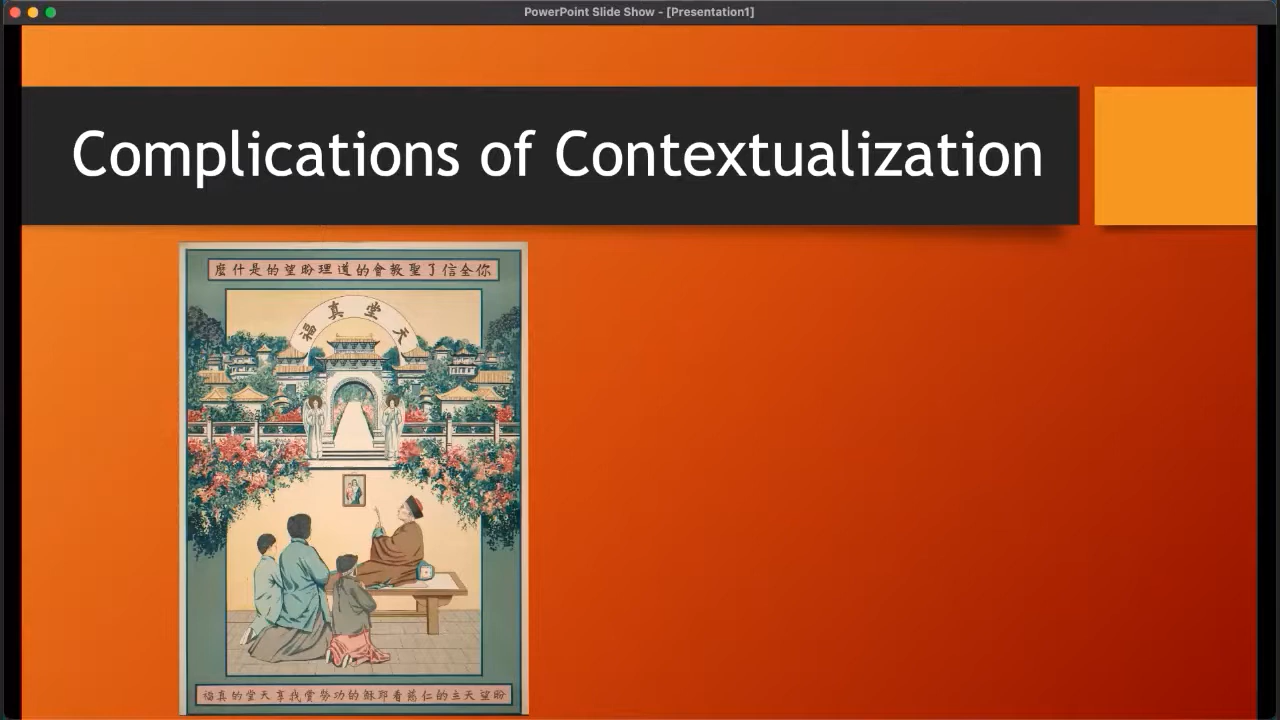 PowerPoint Slide Show - [Presentation1]
Complications of Contextualization
你全信了聖教會的道理盼望的是什麼
天堂真福
盼望天主的仁慈看耶穌的功勞賞我享天堂的真福